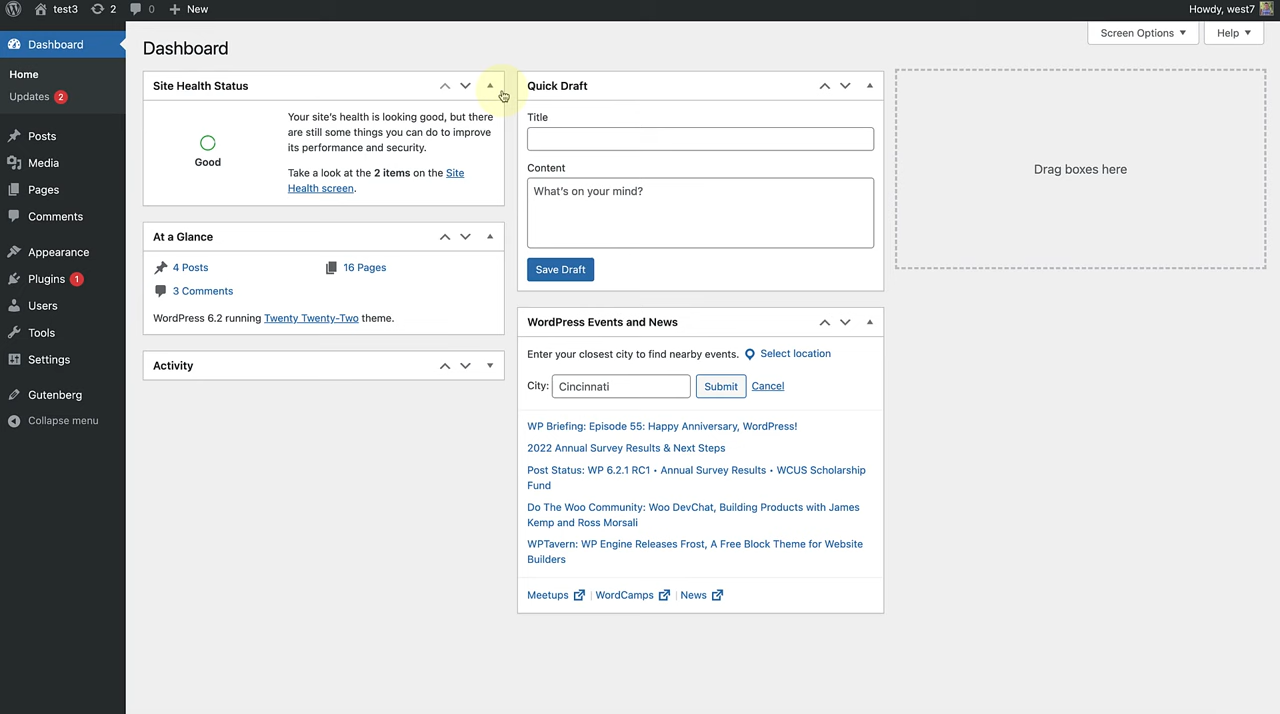 test3
2
0
New
Howdy, west7
Dashboard
Home
Updates 2
Posts
Media
Pages
Comments
Appearance
Plugins 1
Users
Tools
Settings
Gutenberg
Collapse menu
Dashboard
Screen Options
Help
Site Health Status
Good
Your site's health is looking good, but there
are still some things you can do to improve
its performance and security.
Take a look at the 2 items on the Site
Health screen.
At a Glance
4 Posts
16 Pages
3 Comments
WordPress 6.2 running Twenty Twenty-Two theme.
Activity
Quick Draft
Title
Content
What's on your mind?
Save Draft
WordPress Events and News
Enter your closest city to find nearby events. Select location
City: Cincinnati Submit Cancel
WP Briefing: Episode 55: Happy Anniversary, WordPress!
2022 Annual Survey Results & Next Steps
Post Status: WP 6.2.1 RC1 • Annual Survey Results • WCUS Scholarship
Fund
Do The Woo Community: Woo DevChat, Building Products with James
Kemp and Ross Morsali
WPTavern: WP Engine Releases Frost, A Free Block Theme for Website
Builders
Meetups | WordCamps | News
Drag boxes here